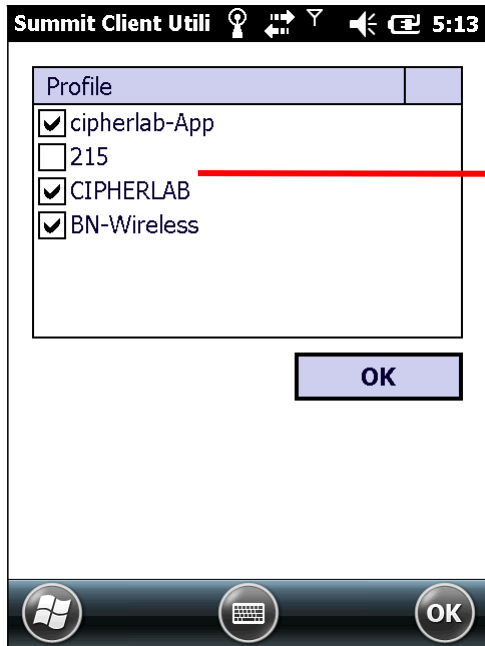 Summit Client Utili 5:13
Profile
cipherlab-App
215
CIPHERLAB
BN-Wireless
OK
OK